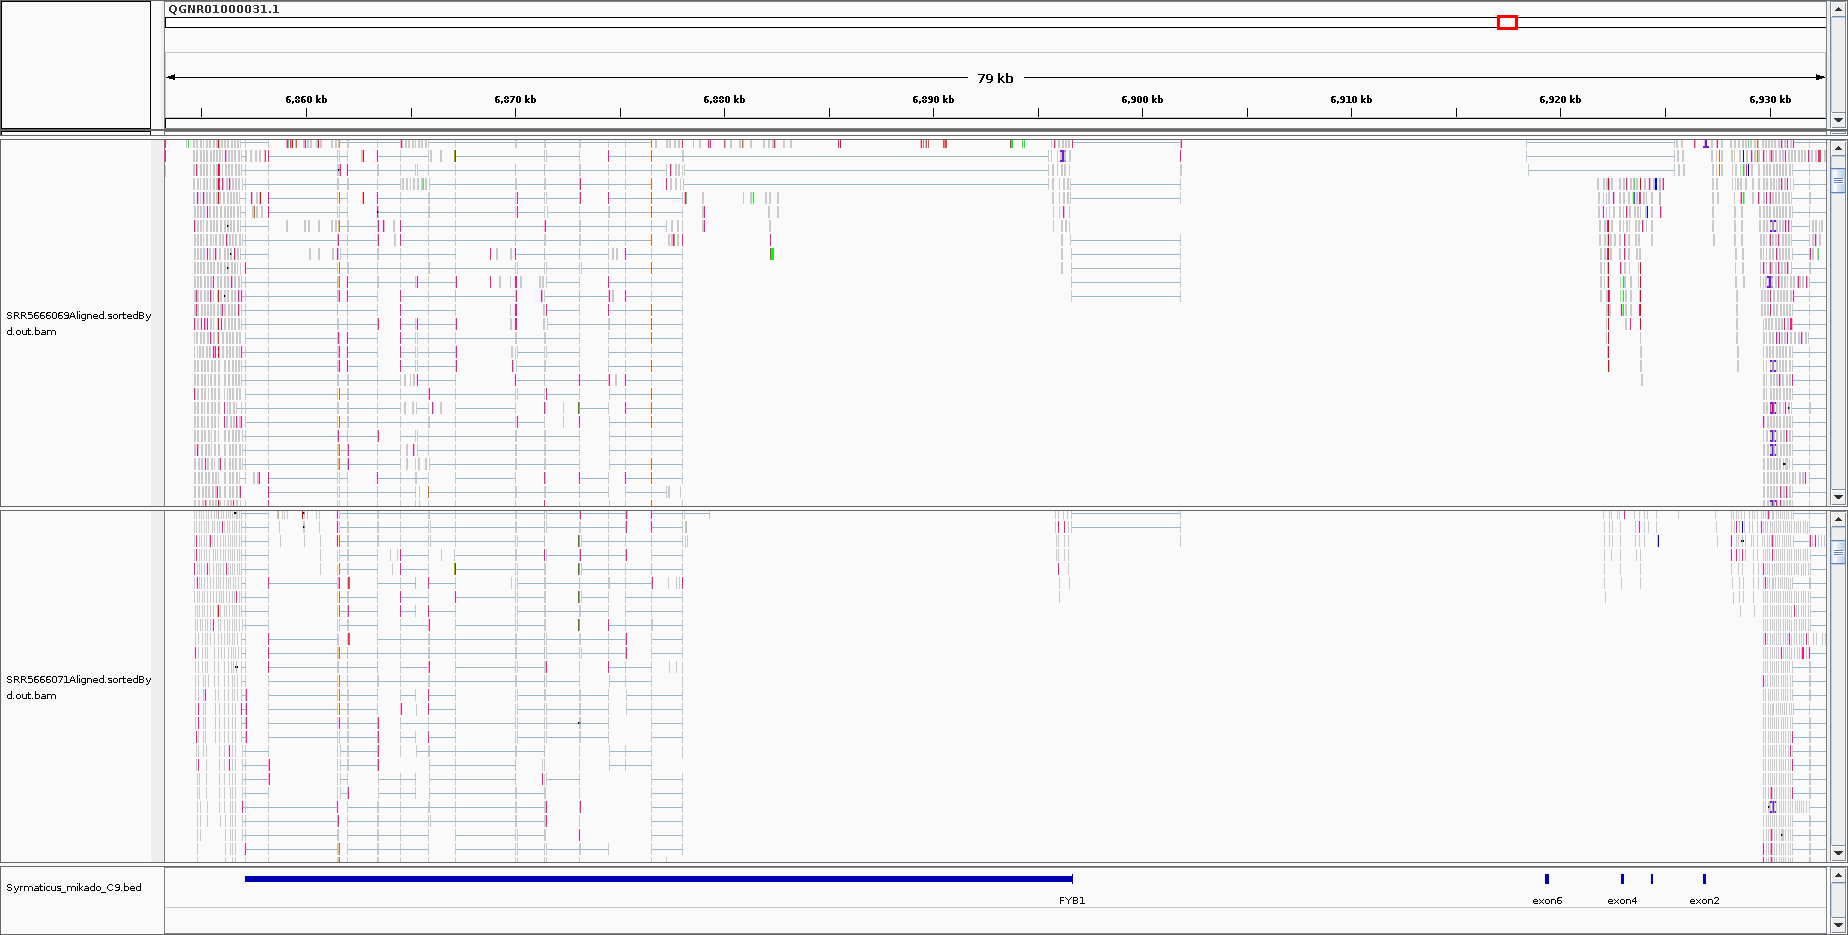 QGNR01000031.1
79 kb
6,860 kb 6,870 kb 6,880 kb 6,890 kb 6,900 kb 6,910 kb 6,920 kb 6,930 kb
SRR5666069Aligned.sortedBy
d.out.bam
SRR5666071Aligned.sortedBy
d.out.bam
Syrmaticus_mikado_C9.bed
FYB1 exon6 exon4 exon2